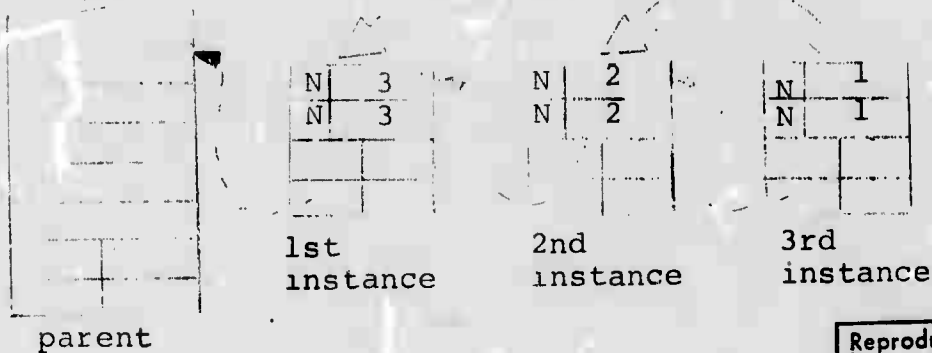 N 3
N 3
N 2
N 2
N 1
N 1
1st
instance
2nd
instance
3rd
instance
parent
Reprodu